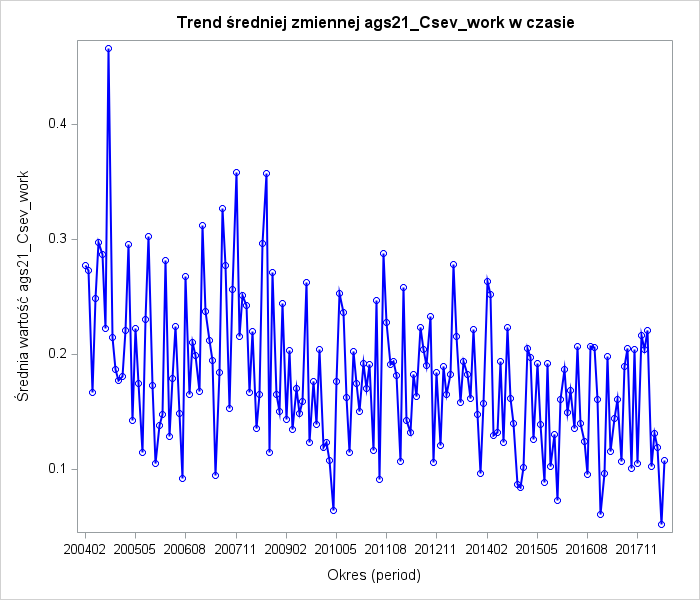 Trend średniej zmiennej ags21_Csev_work w czasie
Średnia wartość ags21_Csev_work
0.4
0.3
0.2
0.1
200402 200505 200608 200711 200902 201005 201108 201211 201402 201505 201608 201711
Okres (period)